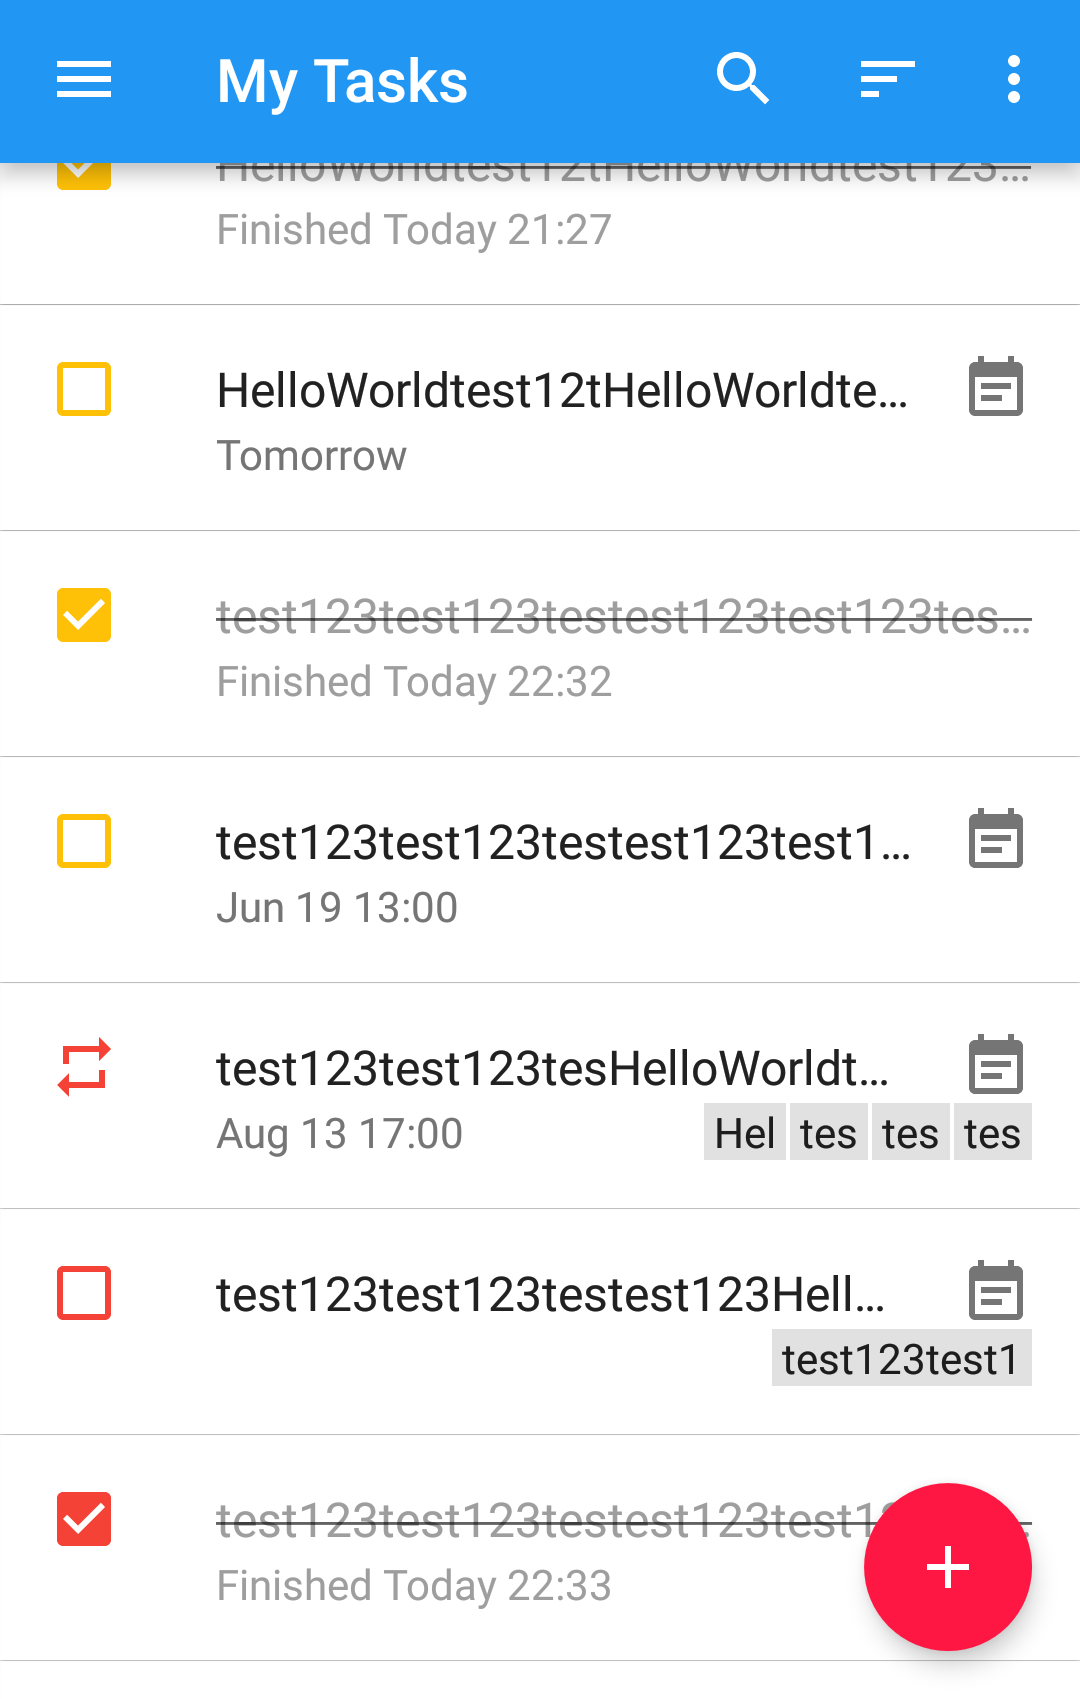 My Tasks
HelloWorldtest12tHelloWorldtest123...
Finished Today 21:27
HelloWorldtest12tHelloWorldte...
Tomorrow
test123test123testest123test123tes...
Finished Today 22:32
test123test123testest123test1...
Jun 19 13:00
test123test123tesHelloWorldt...
Aug 13 17:00 Hel tes tes tes
test123test123testest123Hell...
test123test1
test123test123testest123test1
Finished Today 22:33